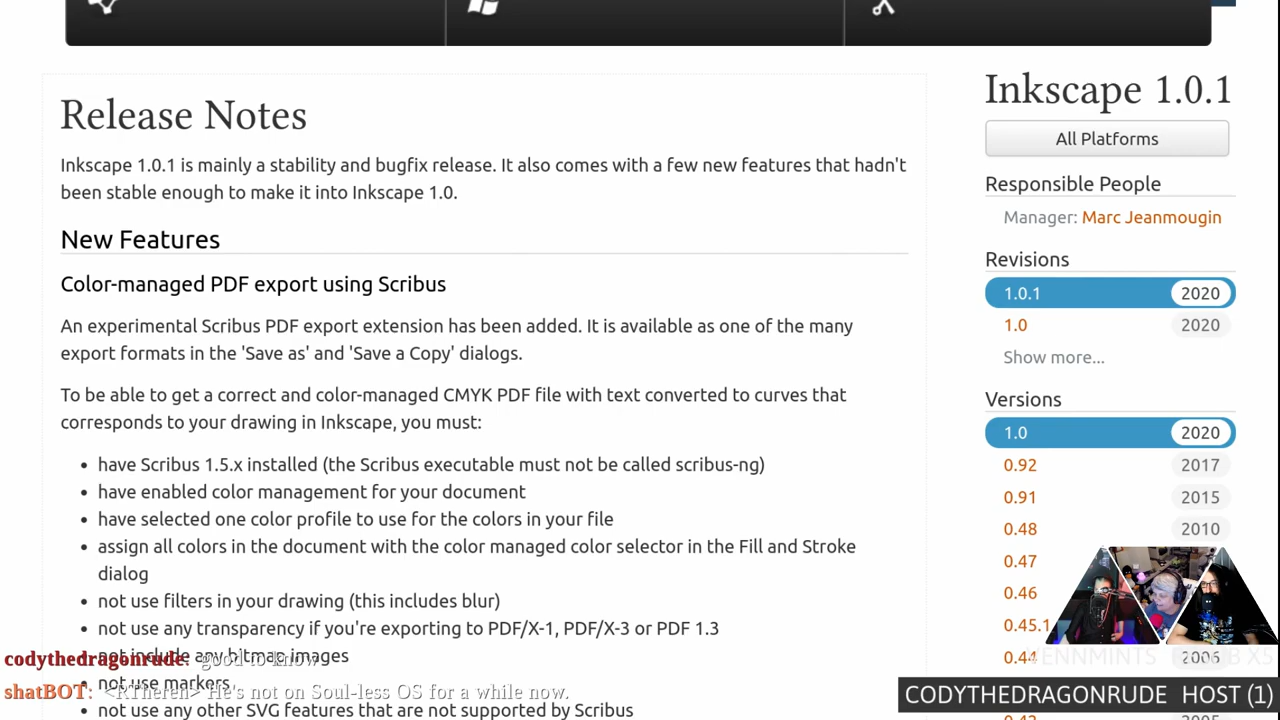 Release Notes
Inkscape 1.0.1 is mainly a stability and bugfix release. It also comes with a few new features that hadn't
been stable enough to make it into Inkscape 1.0.
New Features
Color-managed PDF export using Scribus
An experimental Scribus PDF export extension has been added. It is available as one of the many
export formats in the 'Save as' and 'Save a Copy' dialogs.
To be able to get a correct and color-managed CMYK PDF file with text converted to curves that
corresponds to your drawing in Inkscape, you must:
• have Scribus 1.5.x installed (the Scribus executable must not be called scribus-ng)
• have enabled color management for your document
• have selected one color profile to use for the colors in your file
• assign all colors in the document with the color managed color selector in the Fill and Stroke
dialog
• not use filters in your drawing (this includes blur)
• not use any transparency if you're exporting to PDF/X-1, PDF/X-3 or PDF 1.3
• not include any bitmap images
• not use markers
• not use any other SVG features that are not supported by Scribus
codythedragonrude: good to know
shatBOT: <RTheren> He's not on Soul-less OS for a while now.
Inkscape 1.0.1
All Platforms
Responsible People
Manager: Marc Jeanmougin
Revisions
1.0.1 2020
1.0 2020
Show more...
Versions
1.0 2020
0.92 2017
0.91 2015
0.48 2010
0.47
0.46
0.45.1
0.44 2006
CODYTHEDRAGONRUDE HOST (1)